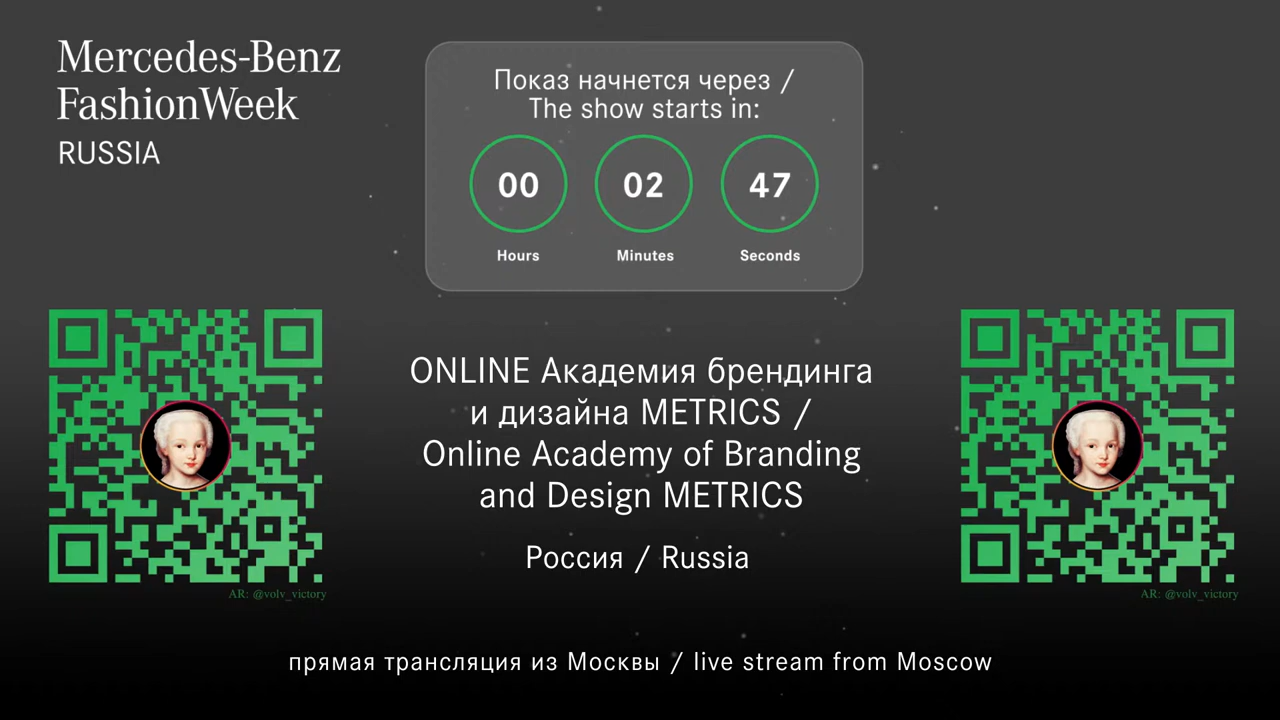 Mercedes-Benz
FashionWeek
RUSSIA
Показ начнется через /
The show starts in:
00 02 47
Hours Minutes Seconds
ONLINE Академия брендинга
и дизайна METRICS /
Online Academy of Branding
and Design METRICS
Россия / Russia
AR: @volv_victory
AR: @volv_victory
прямая трансляция из Москвы / live stream from Moscow